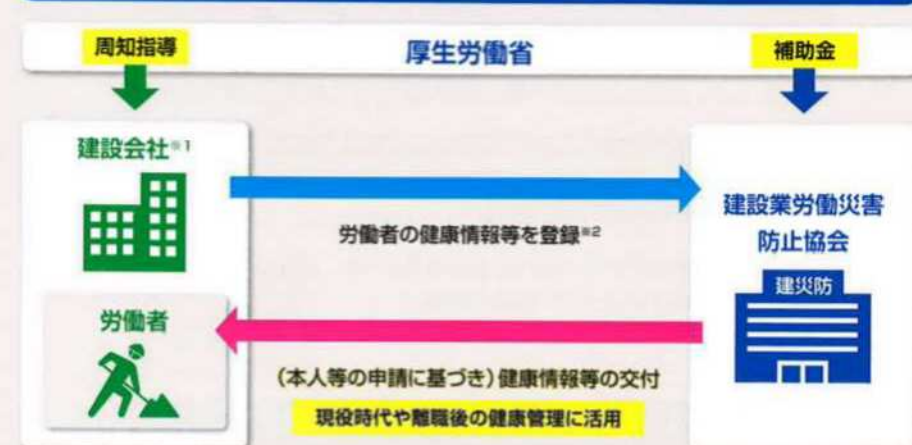 周知指導
厚生労働省
補助金
建設会社※1
労働者の健康情報等を登録※2
建設業労働災害
防止協会
建災防
労働者
(本人等の申請に基づき)健康情報等の交付
現役時代や離職後の健康管理に活用